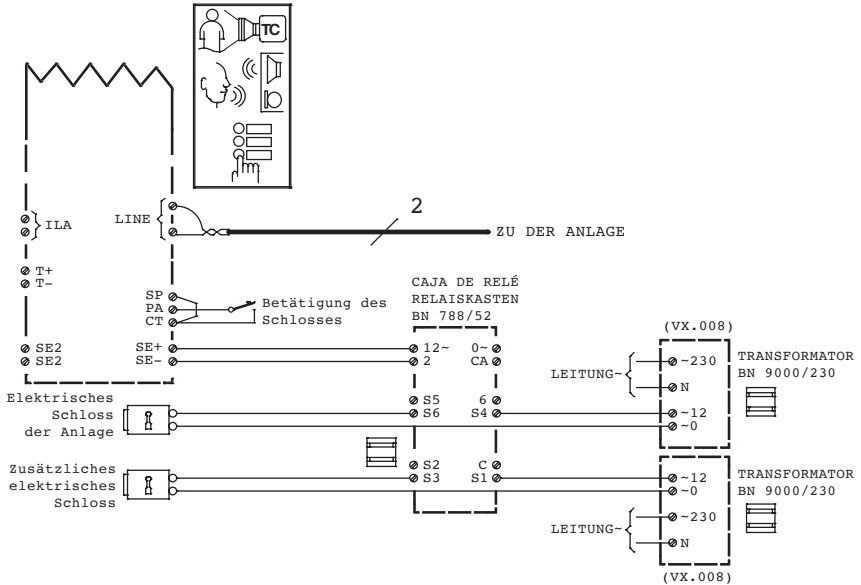 TC
2
ILA
LINE
ZU DER ANLAGE
T+
T-
SP
PA
CT
Betätigung des
Schlosses
CAJA DE RELÉ
RELAISKASTEN
BN 788/52
SE2
SE2
SE+
SE-
12~
2
0~
CA
S5
S6
6
S4
S2
S3
C
S1
Elektrisches
Schloss
der Anlage
Zusätzliches
elektrisches
Schloss
(VX.008)
LEITUNG~
~230
N
~12
~0
TRANSFORMATOR
BN 9000/230
~12
~0
~230
N
LEITUNG~
TRANSFORMATOR
BN 9000/230
(VX.008)